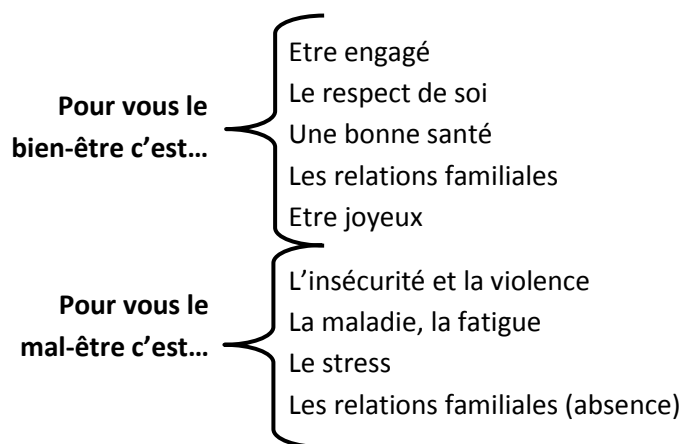 Pour vous le
bien-être c’est…
Etre engagé
Le respect de soi
Une bonne santé
Les relations familiales
Etre joyeux
Pour vous le
mal-être c’est…
L’insécurité et la violence
La maladie, la fatigue
Le stress
Les relations familiales (absence)